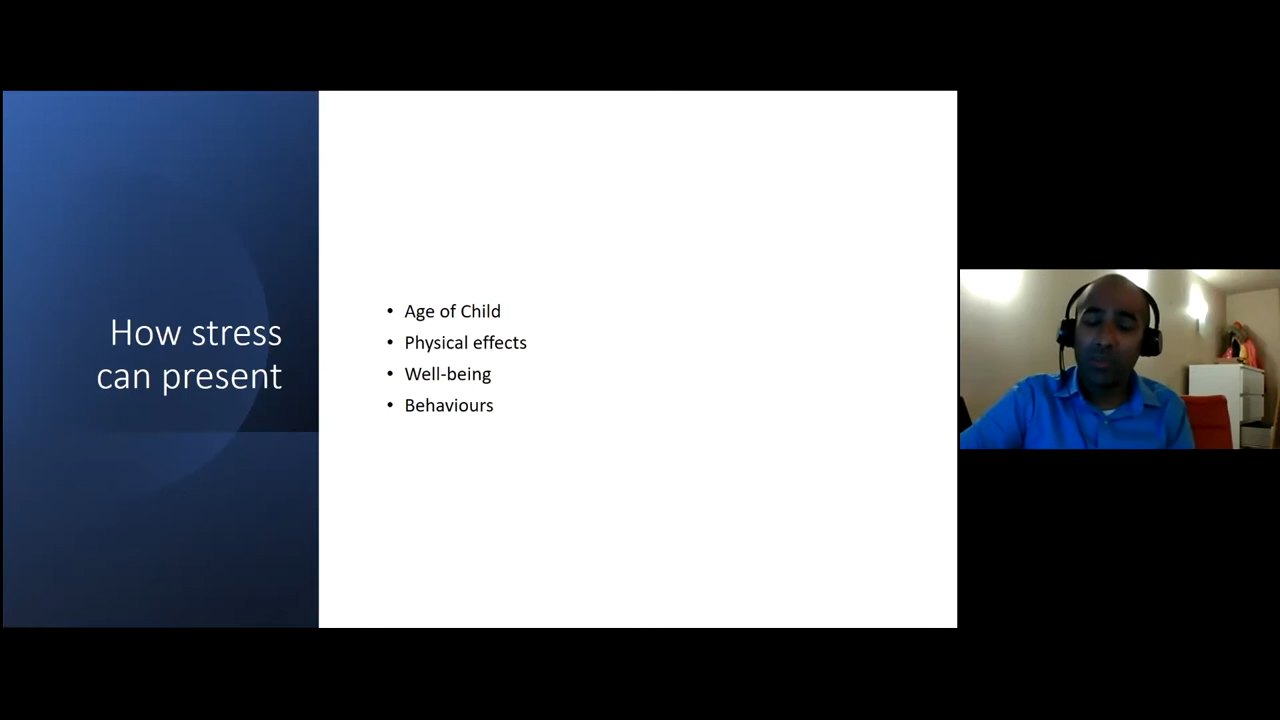 How stress
can present
• Age of Child
• Physical effects
• Well-being
• Behaviours